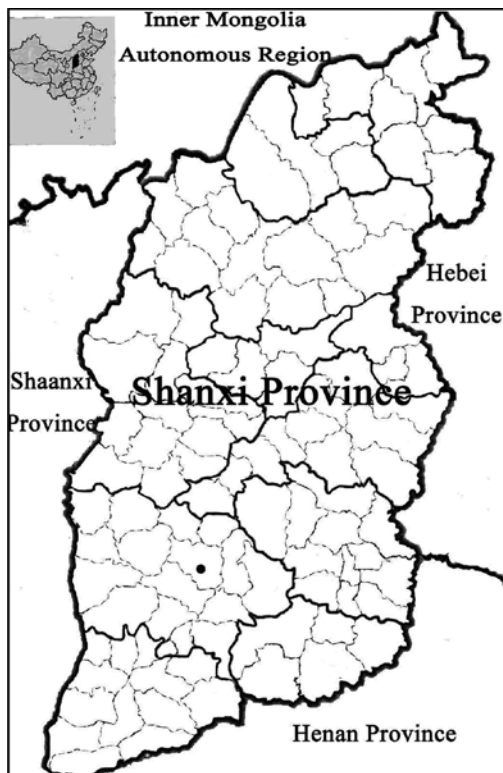 Inner Mongolia
Autonomous Region
Hebei
Province
Shaanxi
Province
Shanxi Province
Henan Province